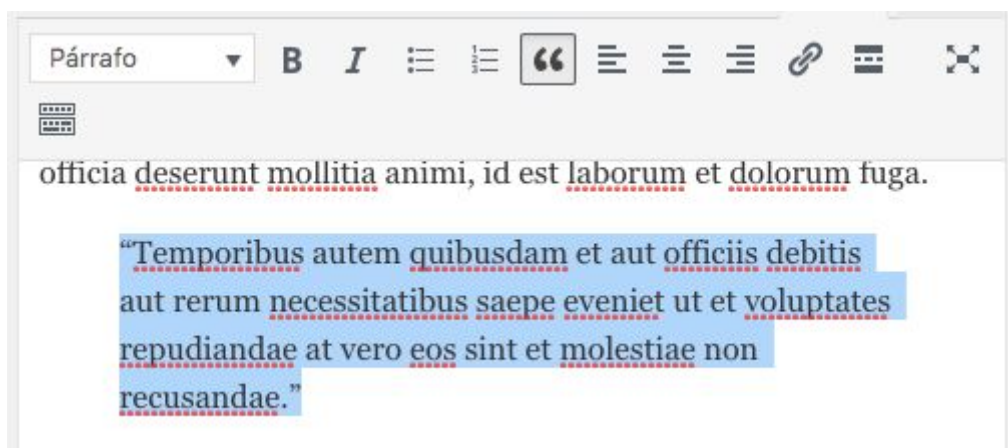 Párrafo
B I
officia deserunt mollitia animi, id est laborum et dolorum fuga.
“Temporibus autem quibusdam et aut officiis debitis
aut rerum necessitatibus saepe eveniet ut et voluptates
repudiandae at vero eos sint et molestiae non
recusandae.”